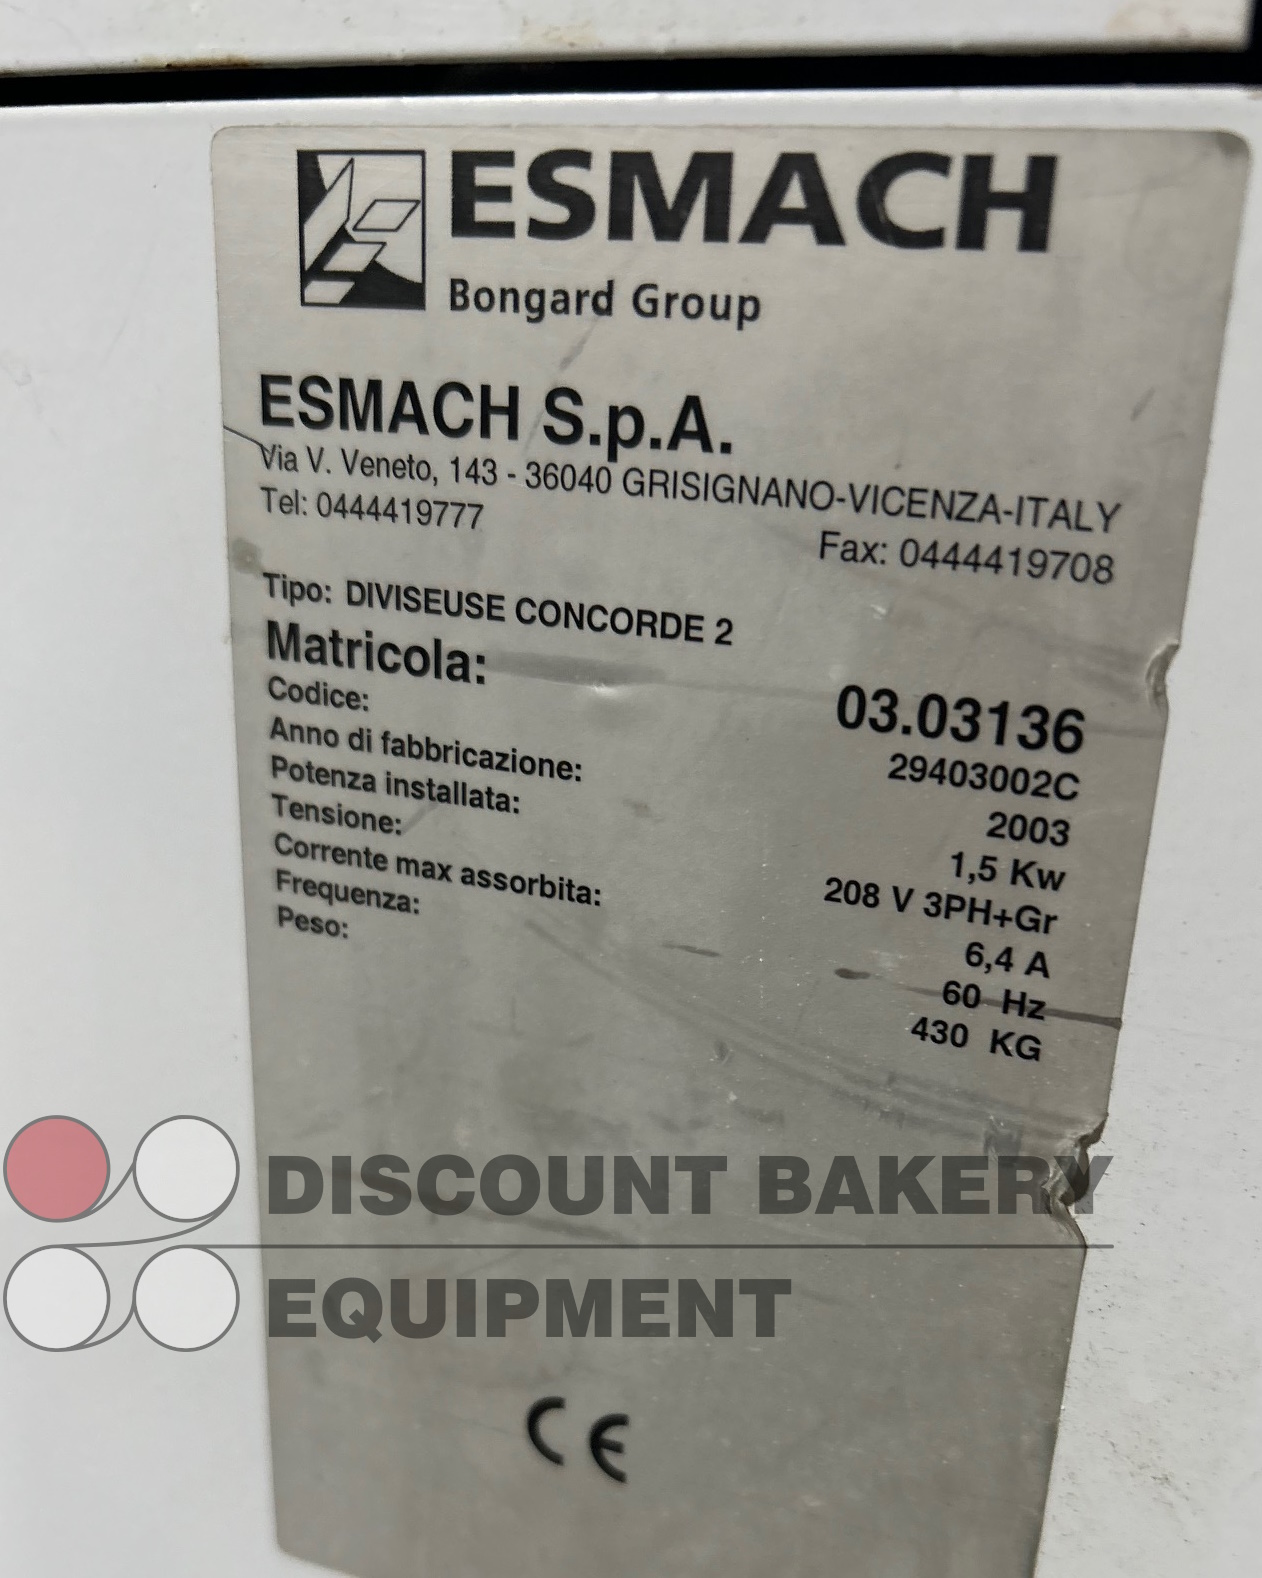 ESMACH
Bongard Group
ESMACH S.p.A.
Via V. Veneto, 143 - 36040 GRISIGNANO-VICENZA-ITALY
Tel: 0444419777 Fax: 0444419708
Tipo: DIVISEUSE CONCORDE 2
Matricola: 03.03136
Codice: 29403002C
Anno di fabbricazione: 2003
Potenza installata: 1,5 Kw
Tensione: 208 V 3PH+Gr
Corrente max assorbita: 6,4 A
Frequenza: 60 Hz
Peso: 430 KG
DISCOUNT BAKERY
EQUIPMENT
CE